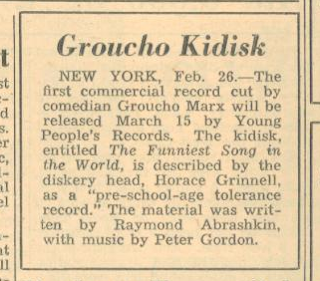 Groucho Kidisk
NEW YORK, Feb. 26.—The
first commercial record cut by
comedian Groucho Marx will be
released March 15 by Young
People's Records. The kidisk,
entitled The Funniest Song in
the World, is described by the
diskery head, Horace Grinnell,
as a "pre-school-age tolerance
record." The material was writ-
ten by Raymond Abrashkin,
with music by Peter Gordon.